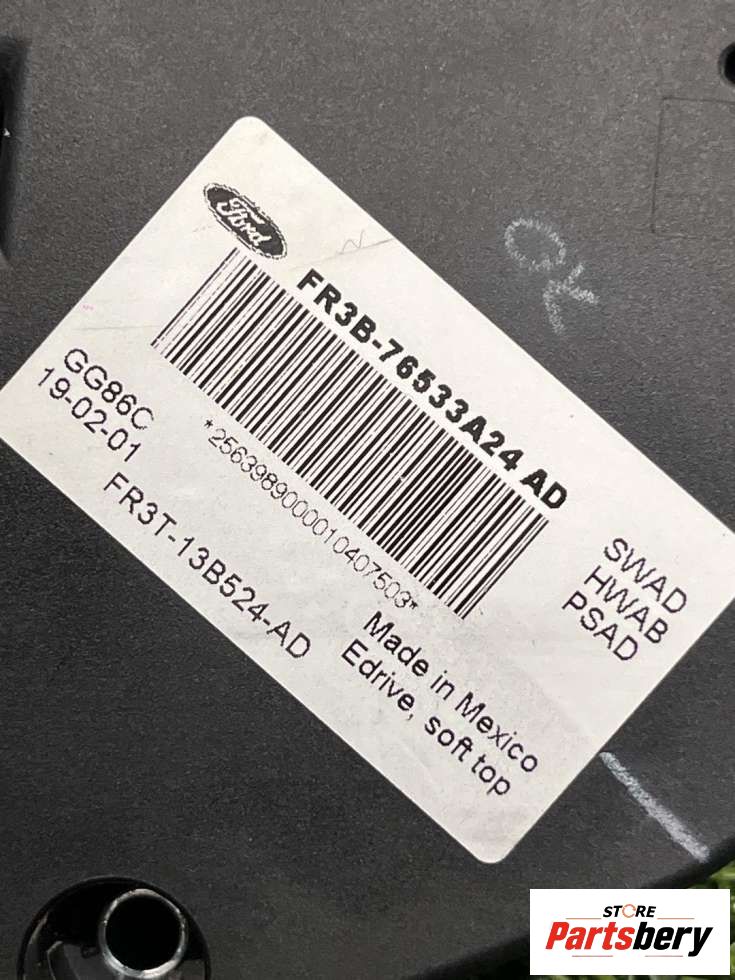 Ford
FR3B-76533A24 AD
*25639890000010407503*
GG86C
19-02-01
FR3T-13B524-AD
SWAD
HWAB
PSAD
Made in Mexico
Edrive, soft top
OK
STORE
Partsbery